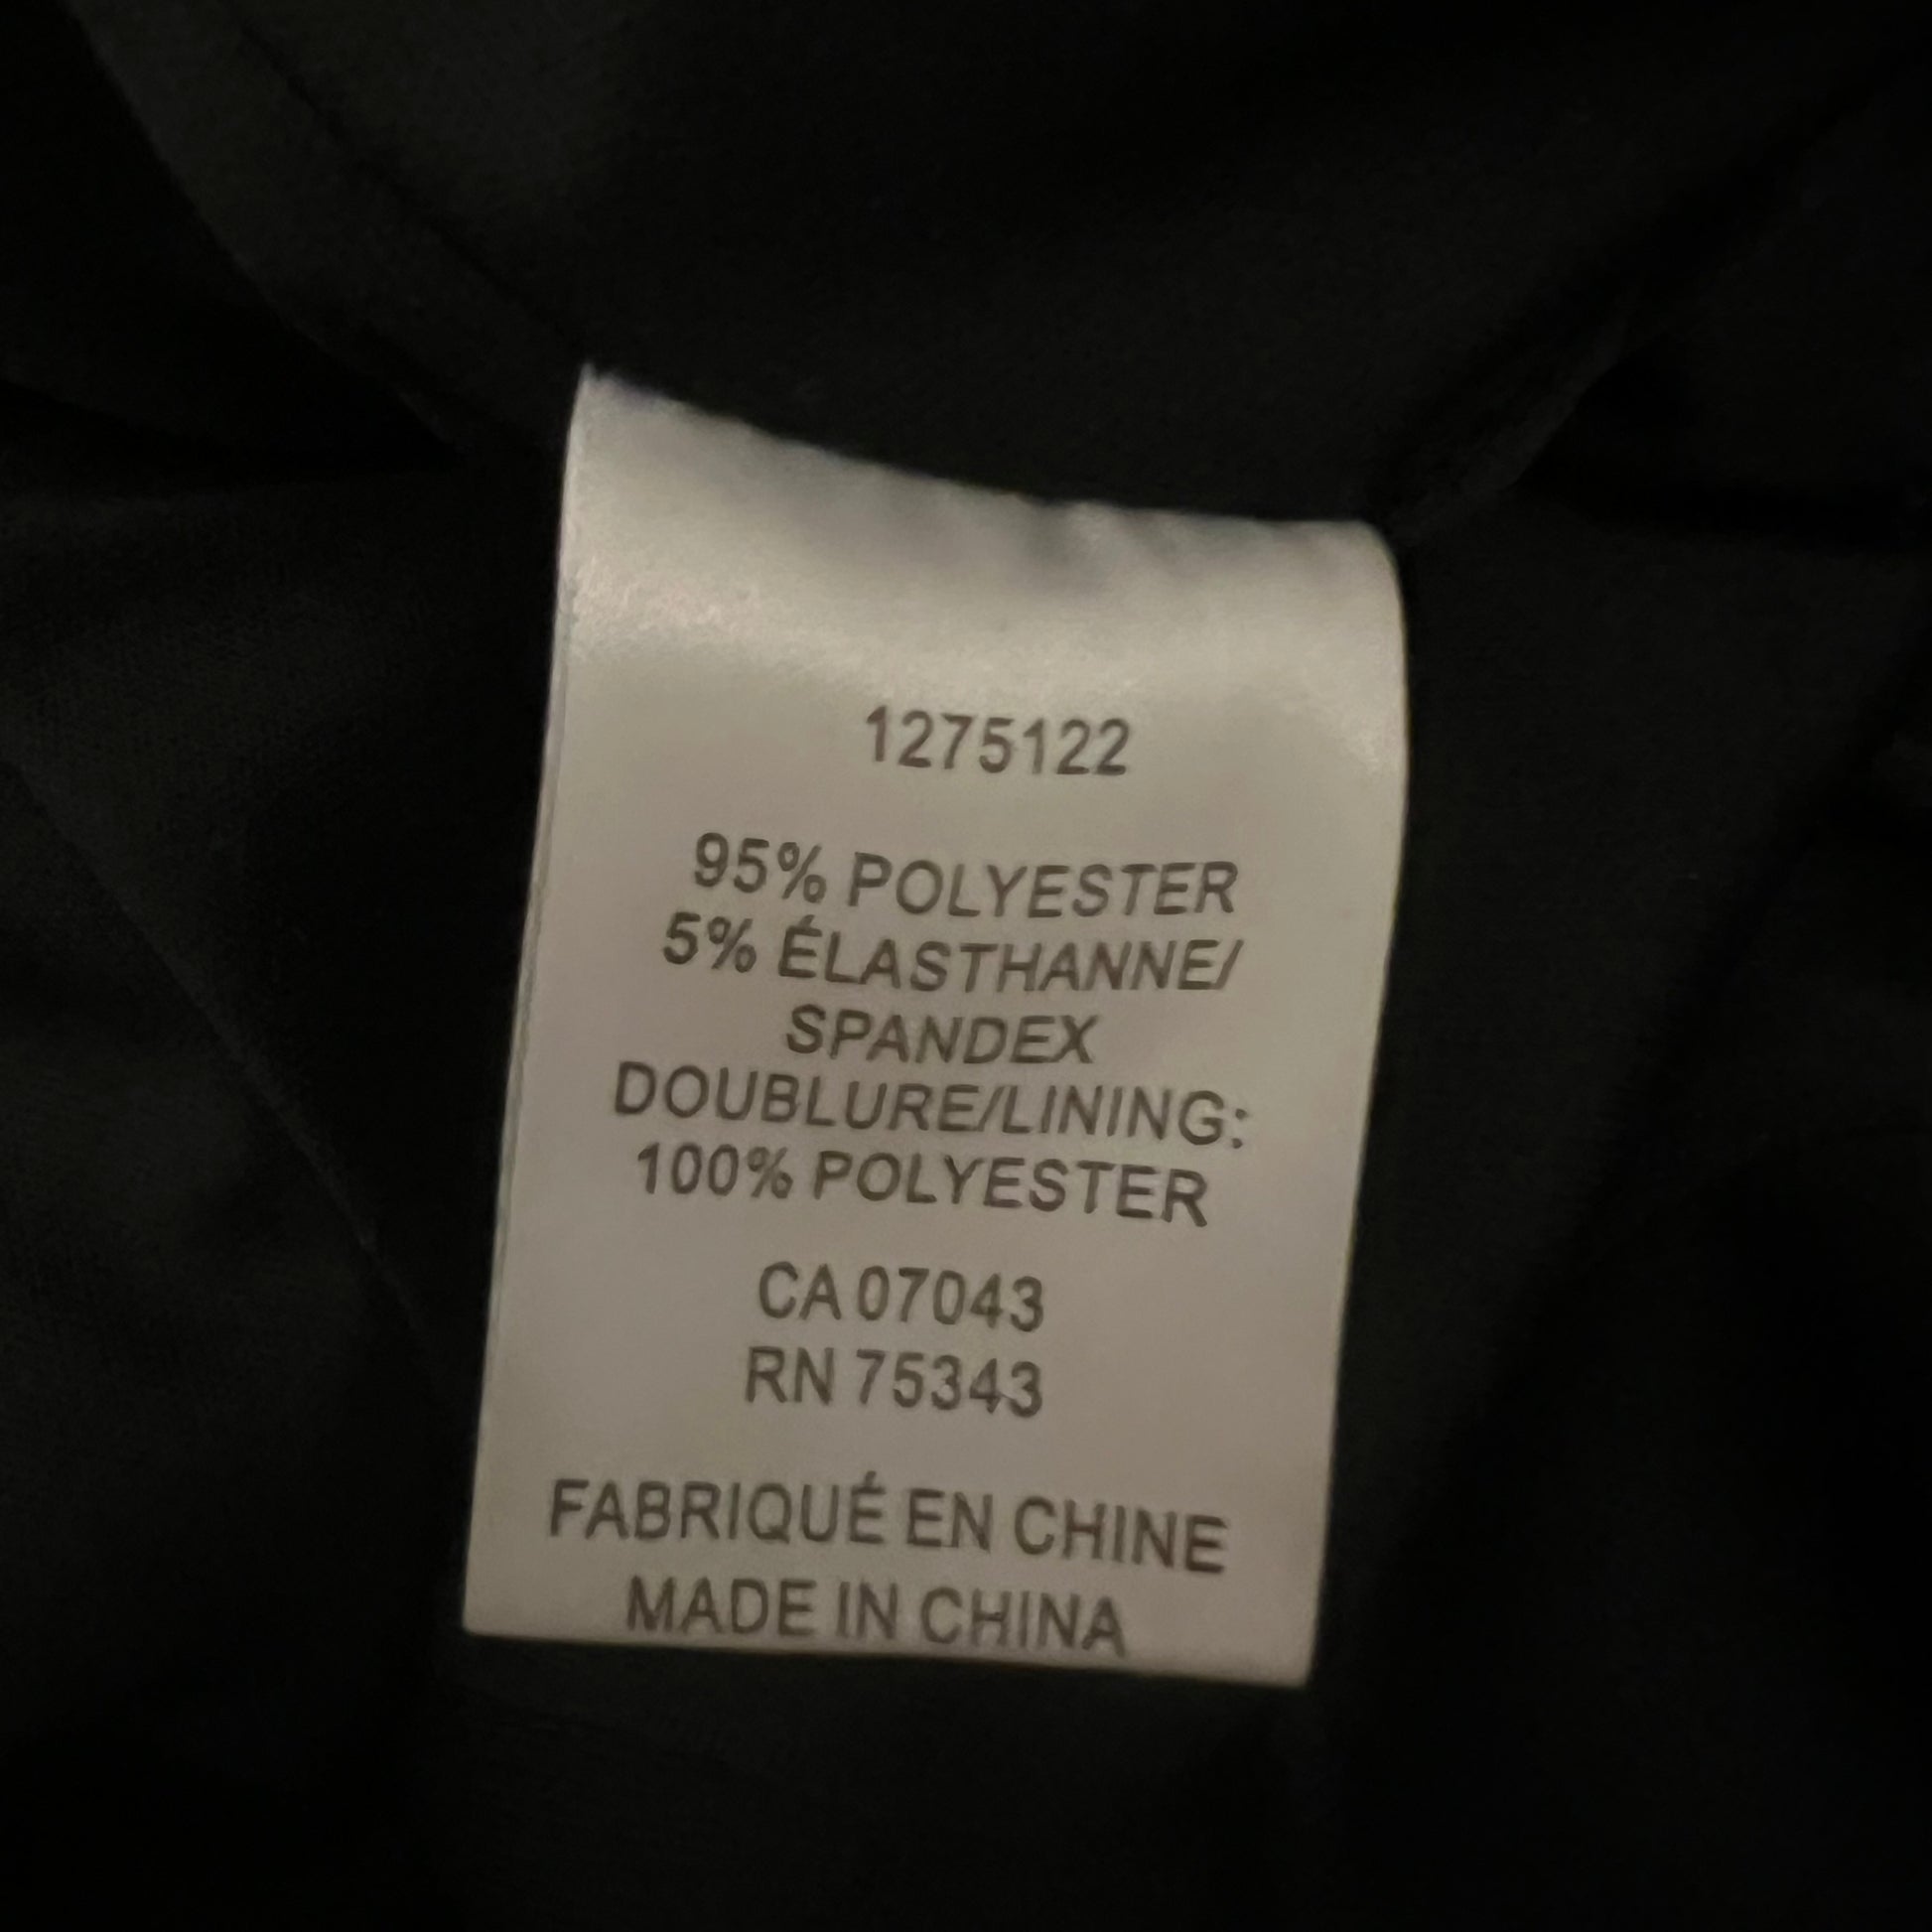 1275122
95% POLYESTER
5% ÉLASTHANNE/
SPANDEX
DOUBLURE/LINING:
100% POLYESTER
CA 07043
RN 75343
FABRIQUÉ EN CHINE
MADE IN CHINA